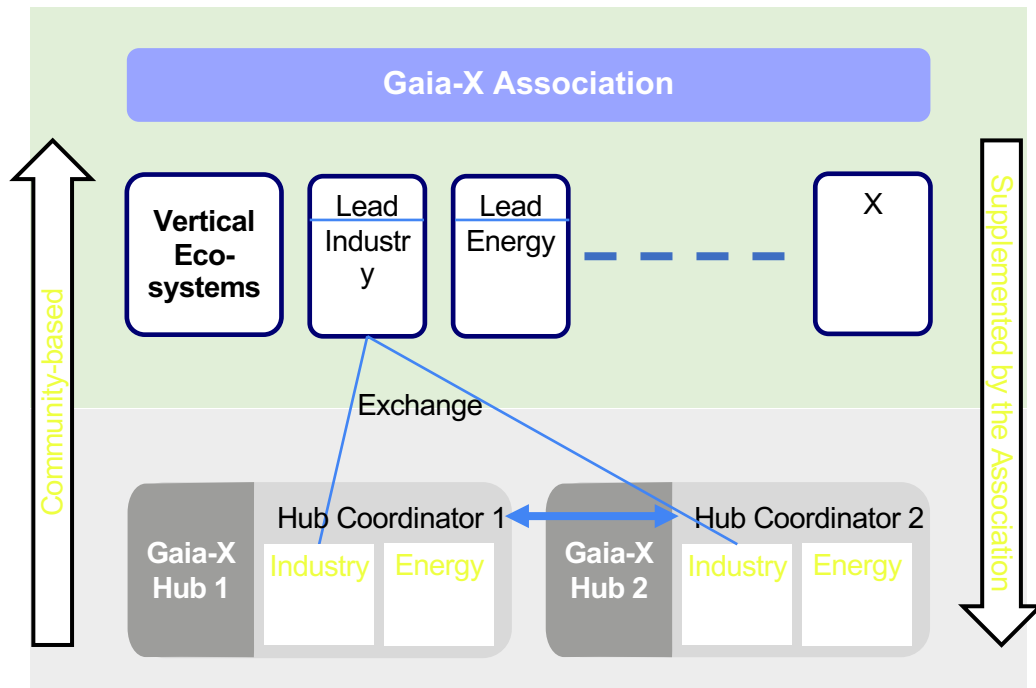 Gaia-X Association
Vertical
Eco-
systems
Lead
Industr
y
Lead
Energy
X
Community-based
Supplemented by the Association
Exchange
Gaia-X
Hub 1
Hub Coordinator 1
Industry
Energy
Gaia-X
Hub 2
Hub Coordinator 2
Industry
Energy